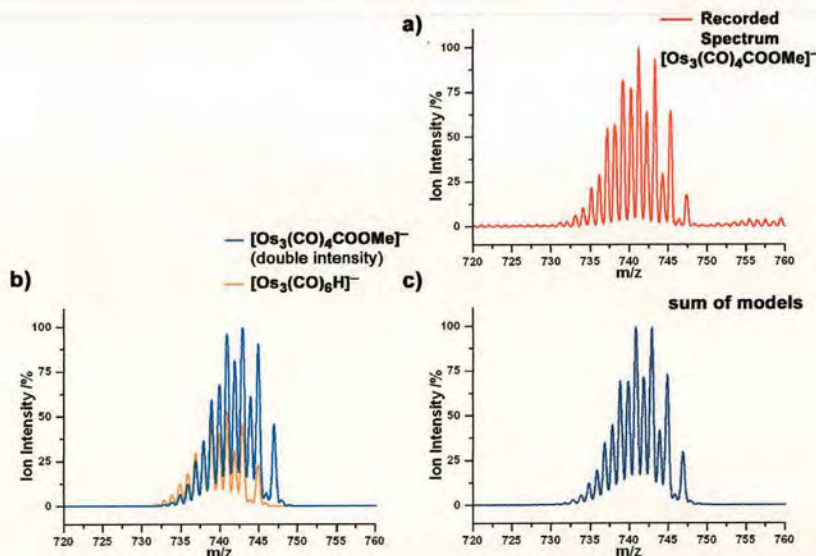 a)
Recorded
Spectrum
[Os₃(CO)₄COOMe]⁻
Ion Intensity /%
100
75
50
25
0
720 725 730 735 740 745 750 755 760
m/z
[Os₃(CO)₄COOMe]⁻
(double intensity)
[Os₃(CO)₆H]⁻
b)
Ion Intensity /%
100
75
50
25
0
720 725 730 735 740 745 750 755 760
m/z
c)
sum of models
Ion Intensity /%
100
75
50
25
0
720 725 730 735 740 745 750 755 760
m/z